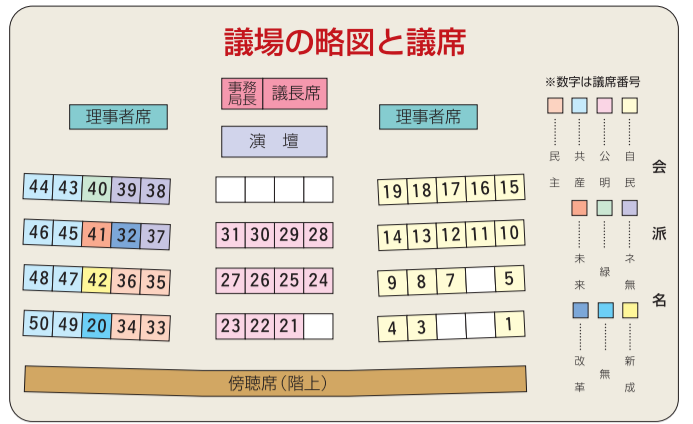 議場の略図と議席
※数字は議席番号
事務局長
議長席
理事者席
演壇
理事者席
44 43 40 39 38
19 18 17 16 15
46 45 41 32 37
31 30 29 28
14 13 12 11 10
48 47 42 36 35
27 26 25 24
9 8 7 5
50 49 20 34 33
23 22 21
4 3 1
傍聴席(階上)
会派名
自民
公明
共産
民主
ネ無
緑
未来
新成
無
改革